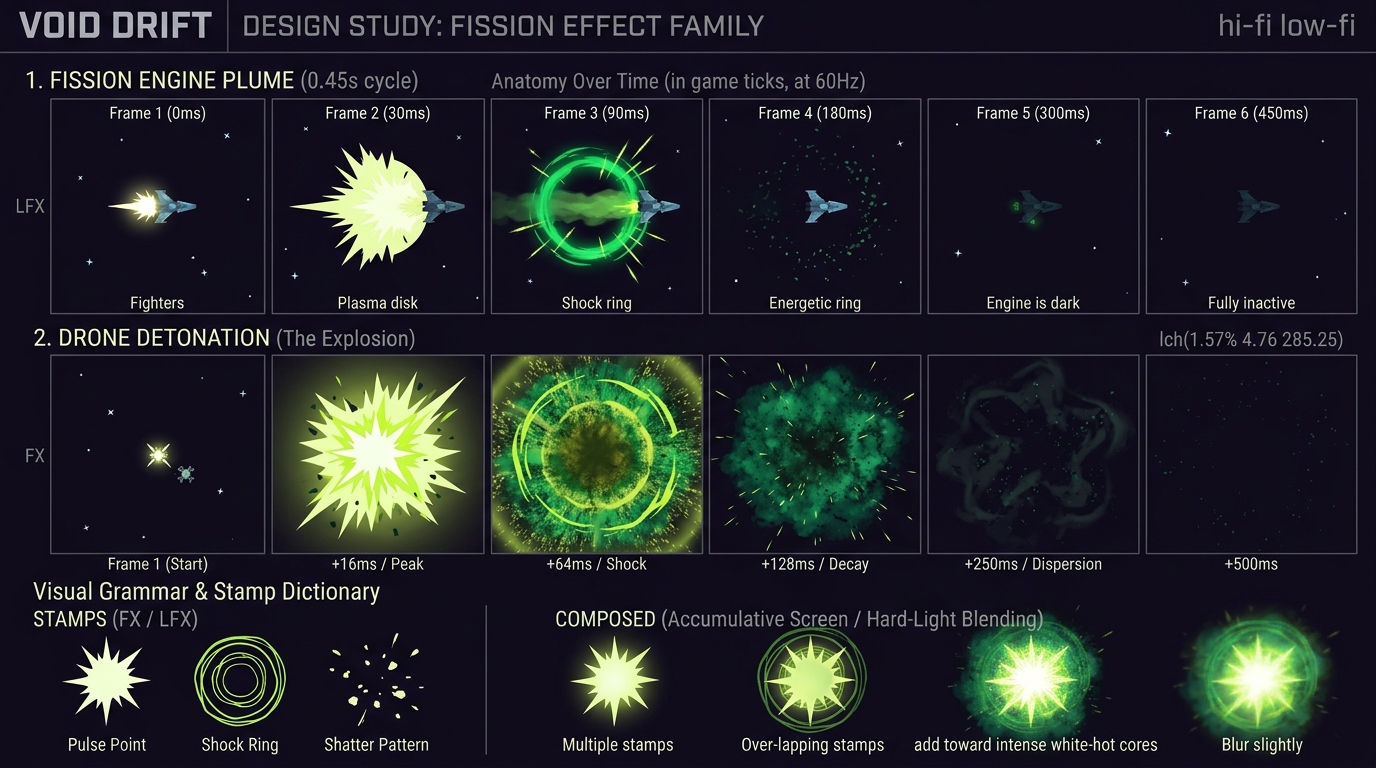 VOID DRIFT DESIGN STUDY: FISSION EFFECT FAMILY hi-fi low-fi
1. FISSION ENGINE PLUME (0.45s cycle) Anatomy Over Time (in game ticks, at 60Hz)
Frame 1 (0ms) Frame 2 (30ms) Frame 3 (90ms) Frame 4 (180ms) Frame 5 (300ms) Frame 6 (450ms)
LFX
Fighters Plasma disk Shock ring Energetic ring Engine is dark Fully inactive
2. DRONE DETONATION (The Explosion) lch(1.57% 4.76 285.25)
FX
Frame 1 (Start) +16ms / Peak +64ms / Shock +128ms / Decay +250ms / Dispersion +500ms
Visual Grammar & Stamp Dictionary
STAMPS (FX / LFX) COMPOSED (Accumulative Screen / Hard-Light Blending)
Pulse Point Shock Ring Shatter Pattern Multiple stamps Over-lapping stamps add toward intense white-hot cores Blur slightly